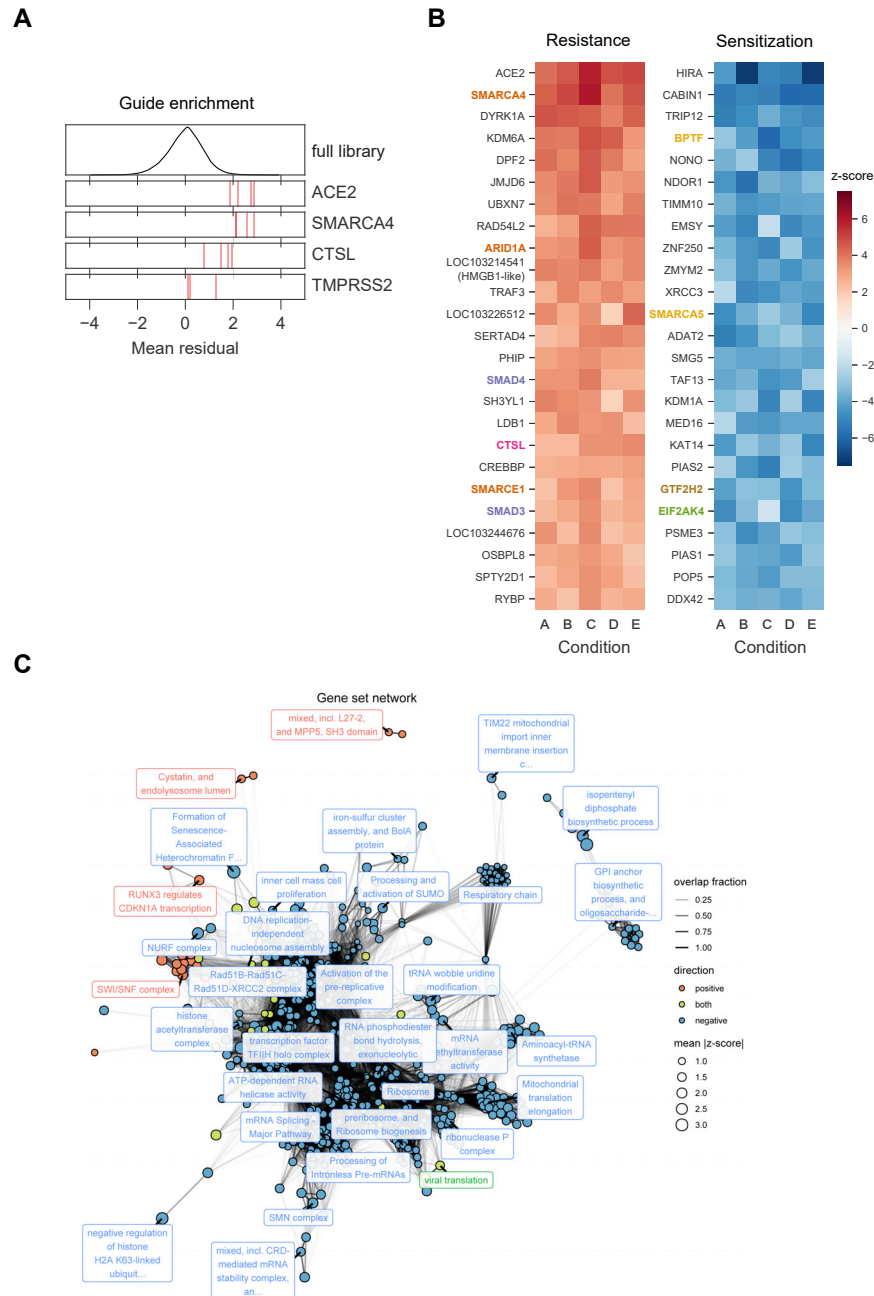 A
Guide enrichment
full library
ACE2
SMARCA4
CTSL
TMPRSS2
−4
−2
0
2
4
Mean residual
B
Resistance
ACE2
SMARCA4
DYRK1A
KDM6A
DPF2
JMJD6
UBXN7
RAD54L2
ARID1A
LOC103214541
(HMGB1-like)
TRAF3
LOC103226512
SERTAD4
PHIP
SMAD4
SH3YL1
LDB1
CTSL
CREBBP
SMARCE1
SMAD3
LOC103244676
OSBPL8
SPTY2D1
RYBP
A B C D E
Condition
Sensitization
HIRA
CABIN1
TRIP12
BPTF
NONO
NDOR1
TIMM10
EMSY
ZNF250
ZMYM2
XRCC3
SMARCA5
ADAT2
SMG5
TAF13
KDM1A
MED16
KAT14
PIAS2
GTF2H2
EIF2AK4
PSME3
PIAS1
POP5
DDX42
A B C D E
Condition
z-score
6
4
2
0
−2
−4
−6
C
Gene set network
mixed, incl. L27-2,
and MPP5, SH3 domain
TIM22 mitochondrial
import inner
membrane insertion
c...
Cystatin, and
endolysosome lumen
isopentenyl
diphosphate
biosynthetic process
Formation of
Senescence-
Associated
Heterochromatin F...
iron-sulfur cluster
assembly, and BolA
protein
inner cell mass cell
proliferation
Processing and
activation of SUMO
Respiratory chain
GPI anchor
biosynthetic
process, and
oligosaccharide-...
RUNX3 regulates
CDKN1A transcription
DNA replication-
independent
nucleosome assembly
NURF complex
SWI/SNF complex
Rad51B-Rad51C-
Rad51D-XRCC2 complex
Activation of the
pre-replicative
complex
tRNA wobble uridine
modification
histone
acetyltransferase
complex
transcription factor
TFIIH holo complex
RNA phosphodiester
bond hydrolysis,
exonucleolytic
mRNA
ethyltransferase
activity
Aminoacyl-tRNA
synthetase
ATP-dependent RNA
helicase activity
Ribosome
Mitochondrial
translation
elongation
mRNA Splicing -
Major Pathway
preribosome, and
Ribosome biogenesis
ribonuclease P
complex
Processing of
Intronless Pre-mRNAs
viral translation
SMN complex
negative regulation
of histone
H2A K63-linked
ubiquit...
mixed, incl. CRD-
mediated mRNA
stability complex,
an...
overlap fraction
0.25
0.50
0.75
1.00
direction
positive
both
negative
mean |z-score|
1.0
1.5
2.0
2.5
3.0